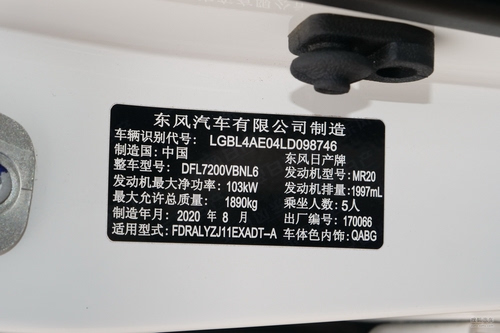 东风汽车有限公司制造
车辆识别代号: LGBL4AE04LD098746
制造国: 中国 东风日产牌
整车型号: DFL7200VBNL6 发动机型号: MR20
发动机最大净功率: 103kW 发动机排量: 1997mL
最大允许总质量: 1890kg 乘坐人数: 5人
制造年月: 2020 年 8 月 出厂编号: 170066
适用型式: FDRALYZJ11EXADT-A 车体色内饰: QABG